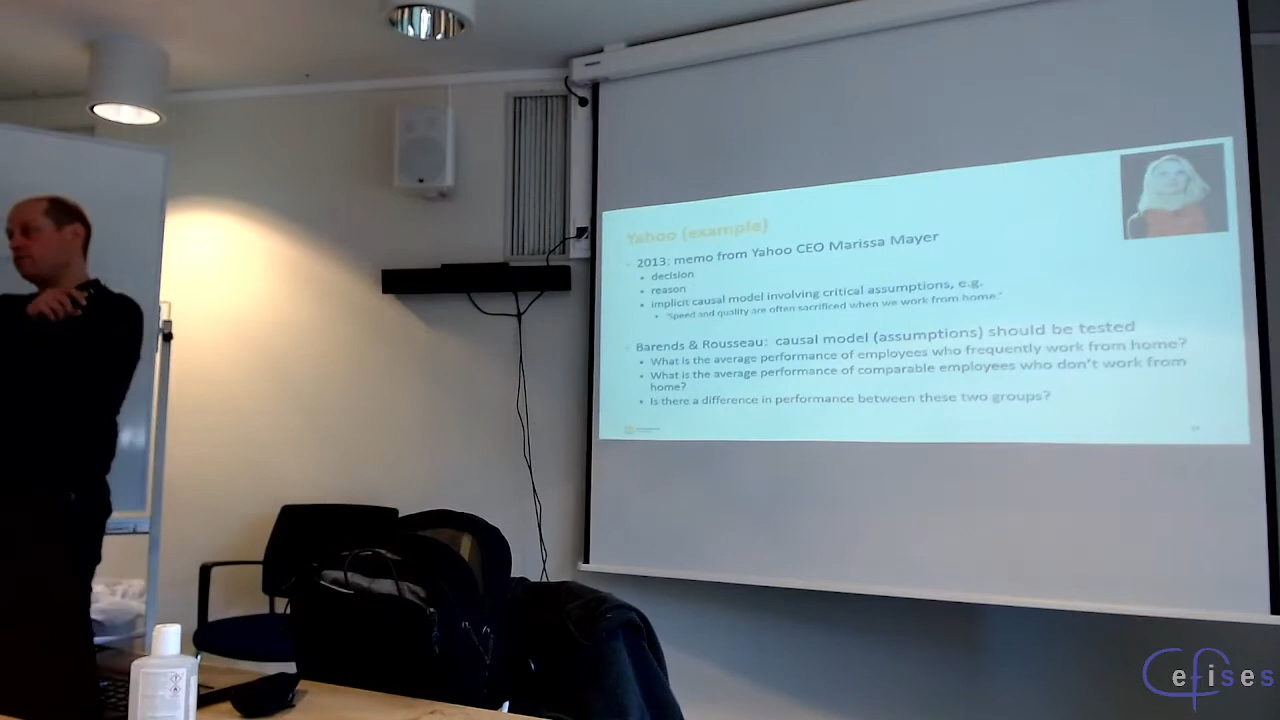 Yahoo (example)
- 2013: memo from Yahoo CEO Marissa Mayer
• decision
• reason
• implicit causal model involving critical assumptions, e.g.
• "Speed and quality are often sacrificed when we work from home."
Barends & Rousseau: causal model (assumptions) should be tested
• What is the average performance of employees who frequently work from home?
• What is the average performance of comparable employees who don't work from
home?
• Is there a difference in performance between these two groups?
Cefises